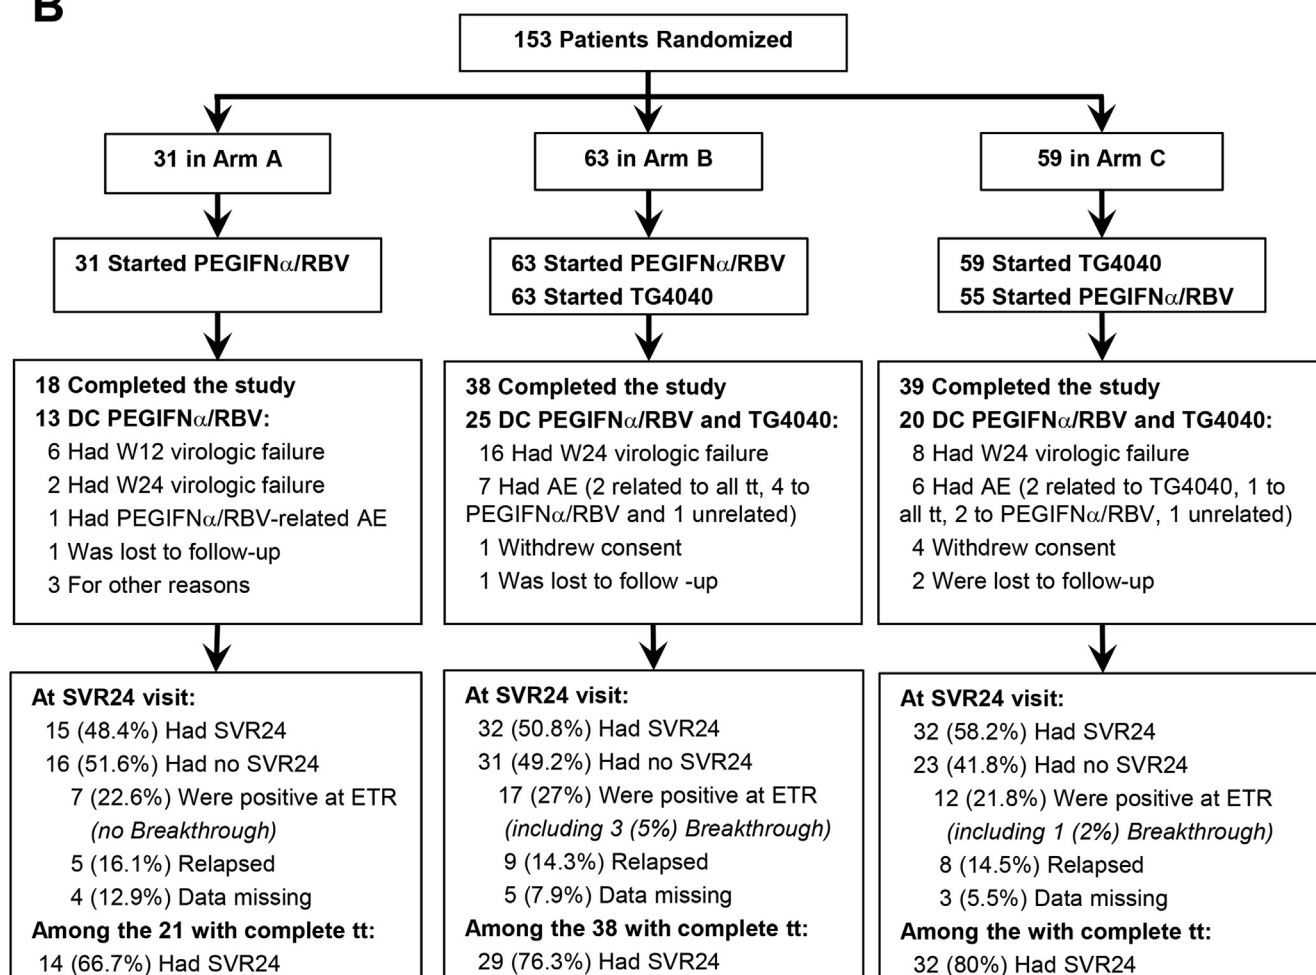 B
153 Patients Randomized
31 in Arm A
63 in Arm B
59 in Arm C
31 Started PEGIFNα/RBV
63 Started PEGIFNα/RBV
63 Started TG4040
59 Started TG4040
55 Started PEGIFNα/RBV
18 Completed the study
13 DC PEGIFNα/RBV:
6 Had W12 virologic failure
2 Had W24 virologic failure
1 Had PEGIFNα/RBV-related AE
1 Was lost to follow-up
3 For other reasons
38 Completed the study
25 DC PEGIFNα/RBV and TG4040:
16 Had W24 virologic failure
7 Had AE (2 related to all tt, 4 to
PEGIFNα/RBV and 1 unrelated)
1 Withdrew consent
1 Was lost to follow -up
39 Completed the study
20 DC PEGIFNα/RBV and TG4040:
8 Had W24 virologic failure
6 Had AE (2 related to TG4040, 1 to
all tt, 2 to PEGIFNα/RBV, 1 unrelated)
4 Withdrew consent
2 Were lost to follow-up
At SVR24 visit:
15 (48.4%) Had SVR24
16 (51.6%) Had no SVR24
7 (22.6%) Were positive at ETR
(no Breakthrough)
5 (16.1%) Relapsed
4 (12.9%) Data missing
Among the 21 with complete tt:
14 (66.7%) Had SVR24
At SVR24 visit:
32 (50.8%) Had SVR24
31 (49.2%) Had no SVR24
17 (27%) Were positive at ETR
(including 3 (5%) Breakthrough)
9 (14.3%) Relapsed
5 (7.9%) Data missing
Among the 38 with complete tt:
29 (76.3%) Had SVR24
At SVR24 visit:
32 (58.2%) Had SVR24
23 (41.8%) Had no SVR24
12 (21.8%) Were positive at ETR
(including 1 (2%) Breakthrough)
8 (14.5%) Relapsed
3 (5.5%) Data missing
Among the with complete tt:
32 (80%) Had SVR24